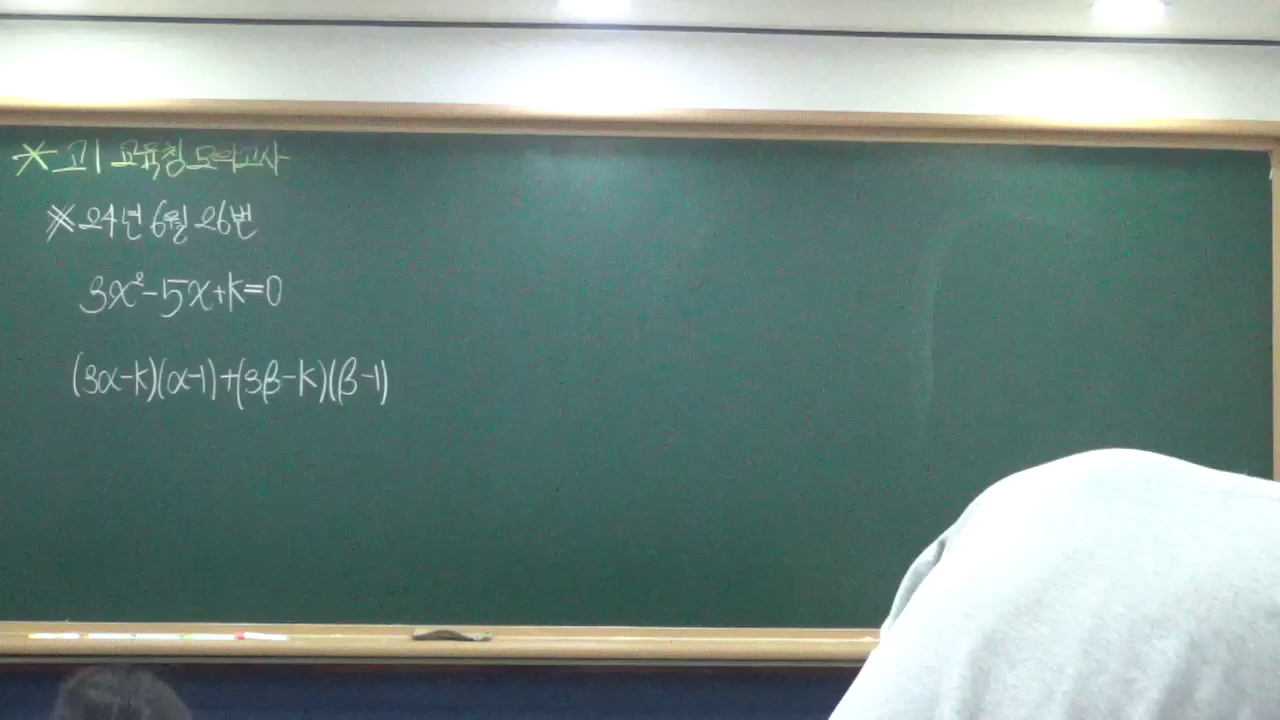 * 고1 교육청 모의고사
※ 24년 6월 26번
3x²-5x+k=0
(3α-k)(α-1)+(3β-k)(β-1)